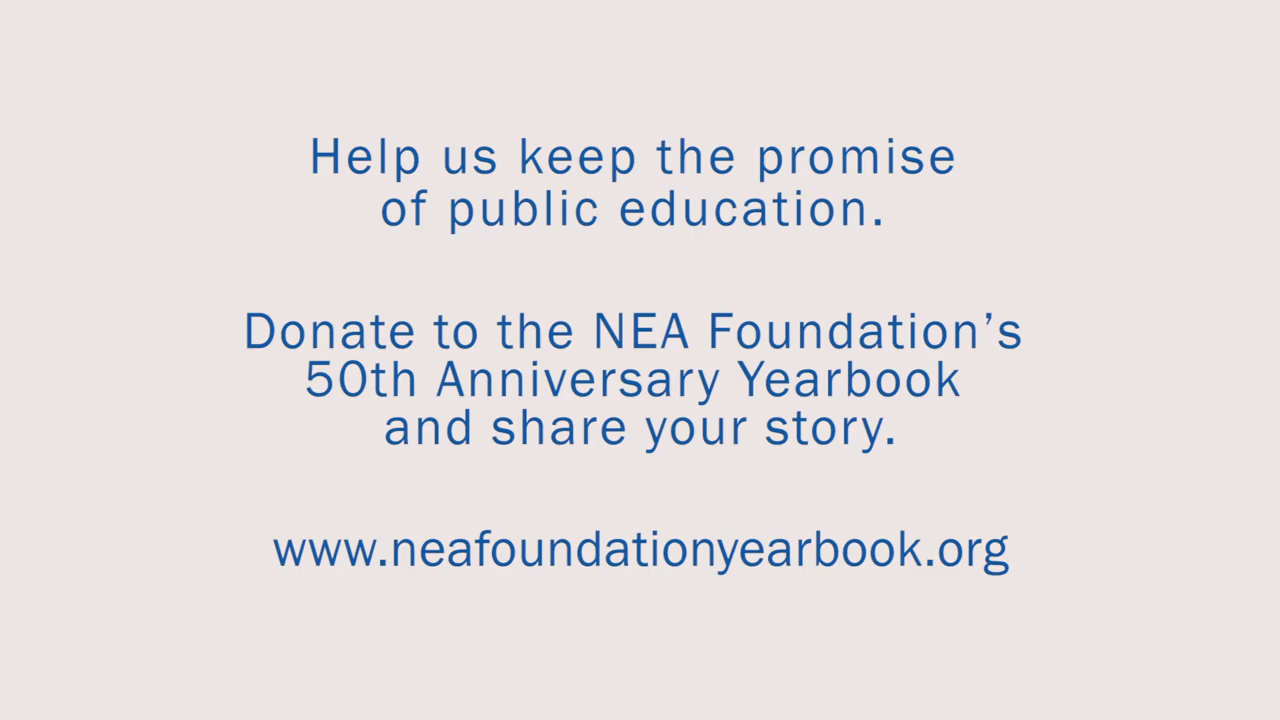 Help us keep the promise
of public education.
Donate to the NEA Foundation’s
50th Anniversary Yearbook
and share your story.
www.neafoundationyearbook.org